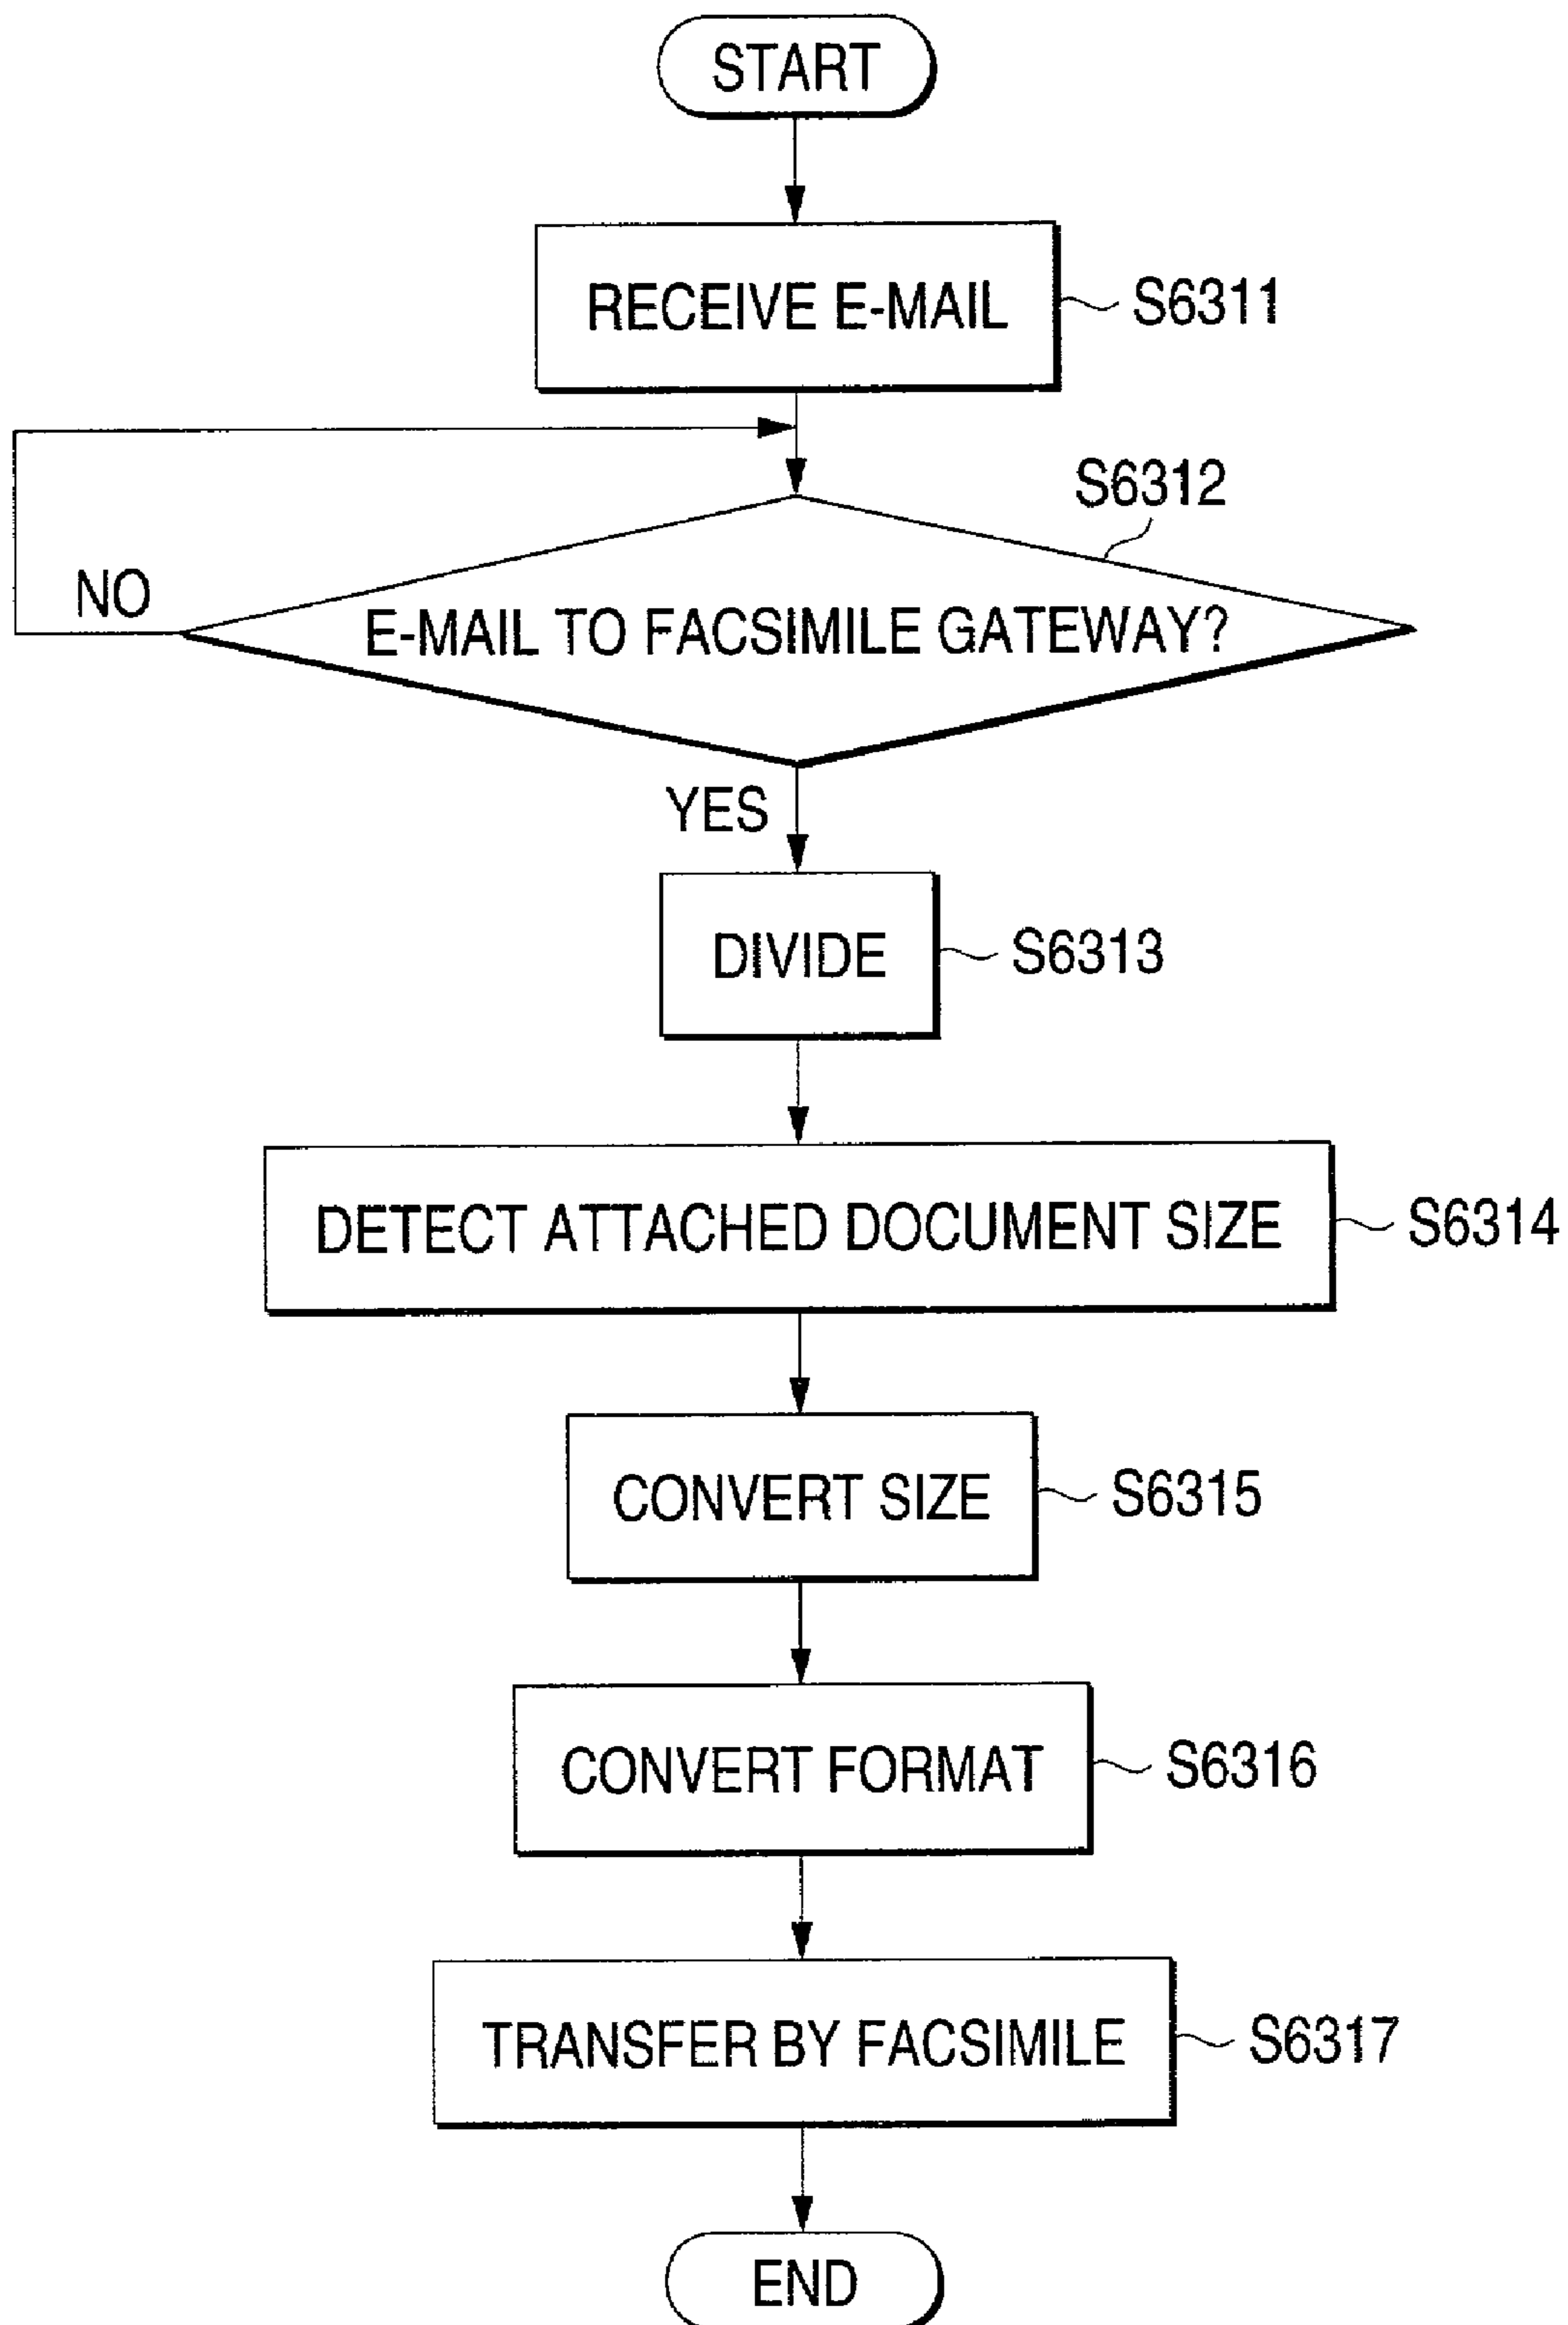 START
RECEIVE E-MAIL
S6311
S6312
NO
E-MAIL TO FACSIMILE GATEWAY?
YES
DIVIDE
S6313
DETECT ATTACHED DOCUMENT SIZE
S6314
CONVERT SIZE
S6315
CONVERT FORMAT
S6316
TRANSFER BY FACSIMILE
S6317
END